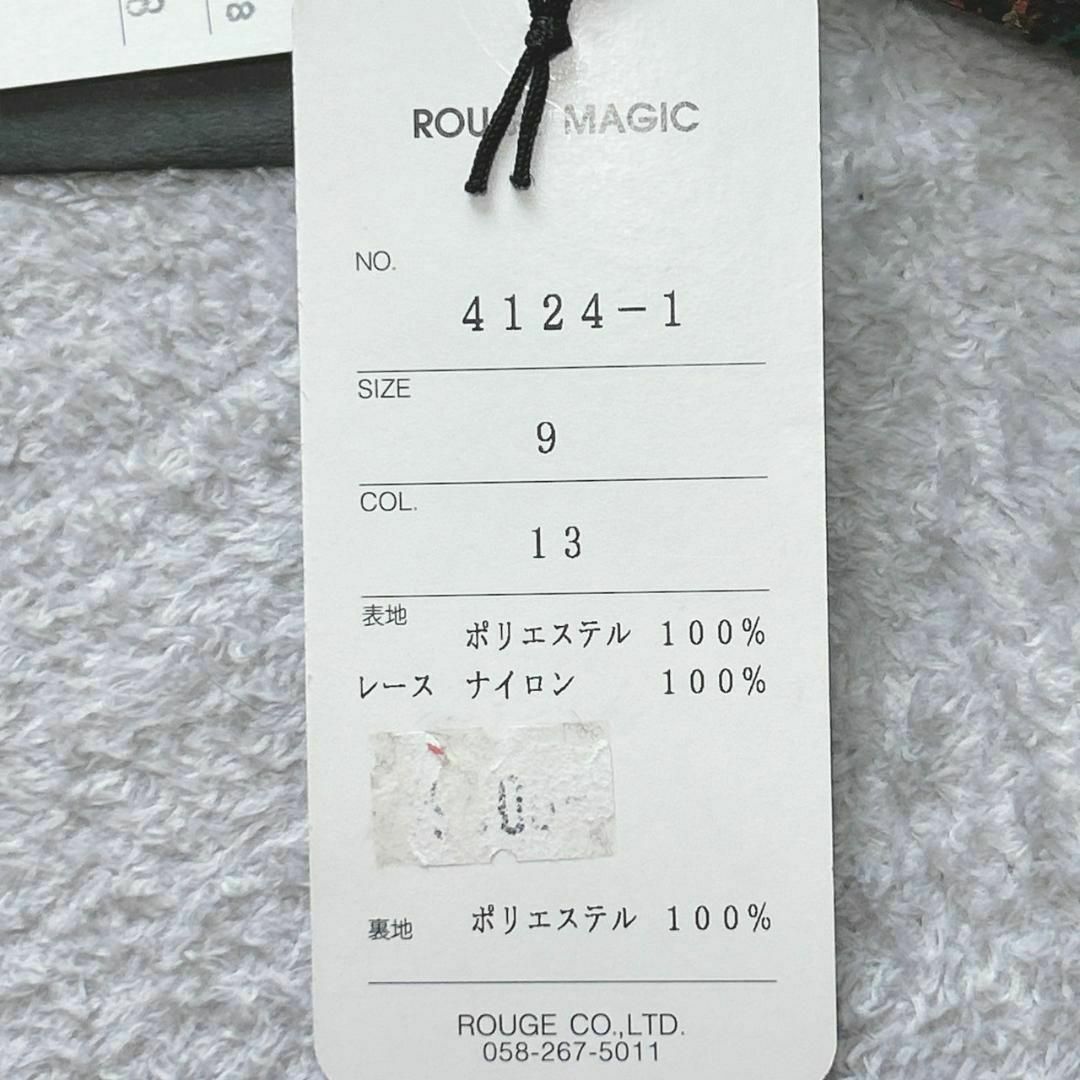 8 8
ROUGE MAGIC
NO.
4124-1
SIZE
9
COL.
13
表地
ポリエステル 100%
レース ナイロン 100%
裏地 ポリエステル 100%
ROUGE CO.,LTD.
058-267-5011